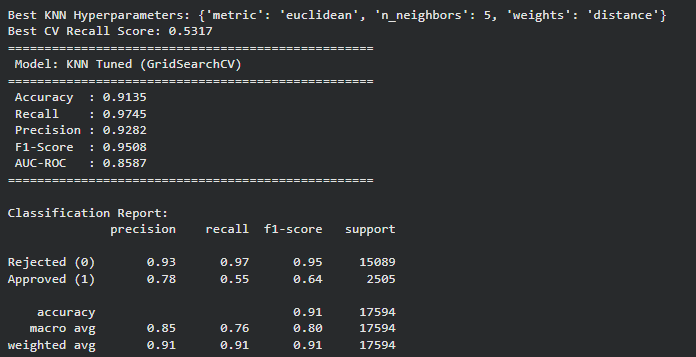 Best KNN Hyperparameters: {'metric': 'euclidean', 'n_neighbors': 5, 'weights': 'distance'}
Best CV Recall Score: 0.5317
==================================================
Model: KNN Tuned (GridSearchCV)
==================================================
Accuracy : 0.9135
Recall : 0.9745
Precision : 0.9282
F1-Score : 0.9508
AUC-ROC : 0.8587
==================================================
Classification Report:
precision recall f1-score support
Rejected (0) 0.93 0.97 0.95 15089
Approved (1) 0.78 0.55 0.64 2505
accuracy 0.91 17594
macro avg 0.85 0.76 0.80 17594
weighted avg 0.91 0.91 0.91 17594